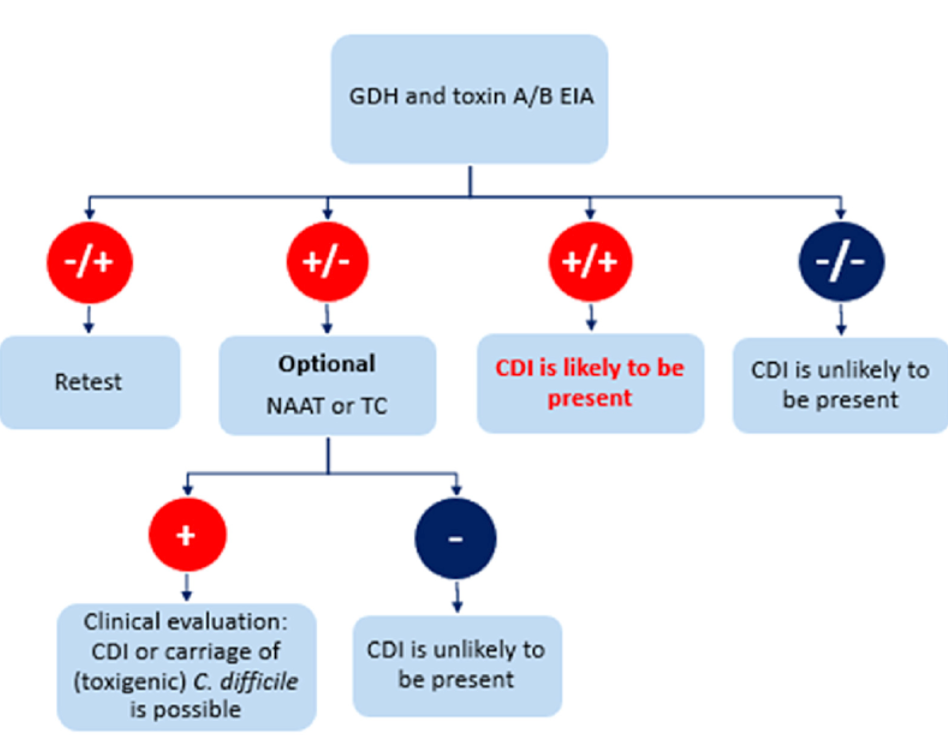 GDH and toxin A/B EIA
-/+
+/-
+/+
-/-
Retest
Optional
NAAT or TC
CDI is likely to be
present
CDI is unlikely to
be present
+
-
Clinical evaluation:
CDI or carriage of
(toxigenic) C. difficile
is possible
CDI is unlikely to
be present